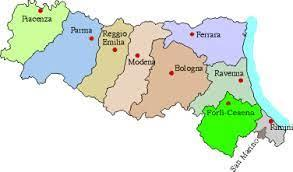 Piacenza
Parma
Reggio
Emilia
Modena
Bologna
Ferrara
Ravenna
Forlì-Cesena
Rimini
San Marino